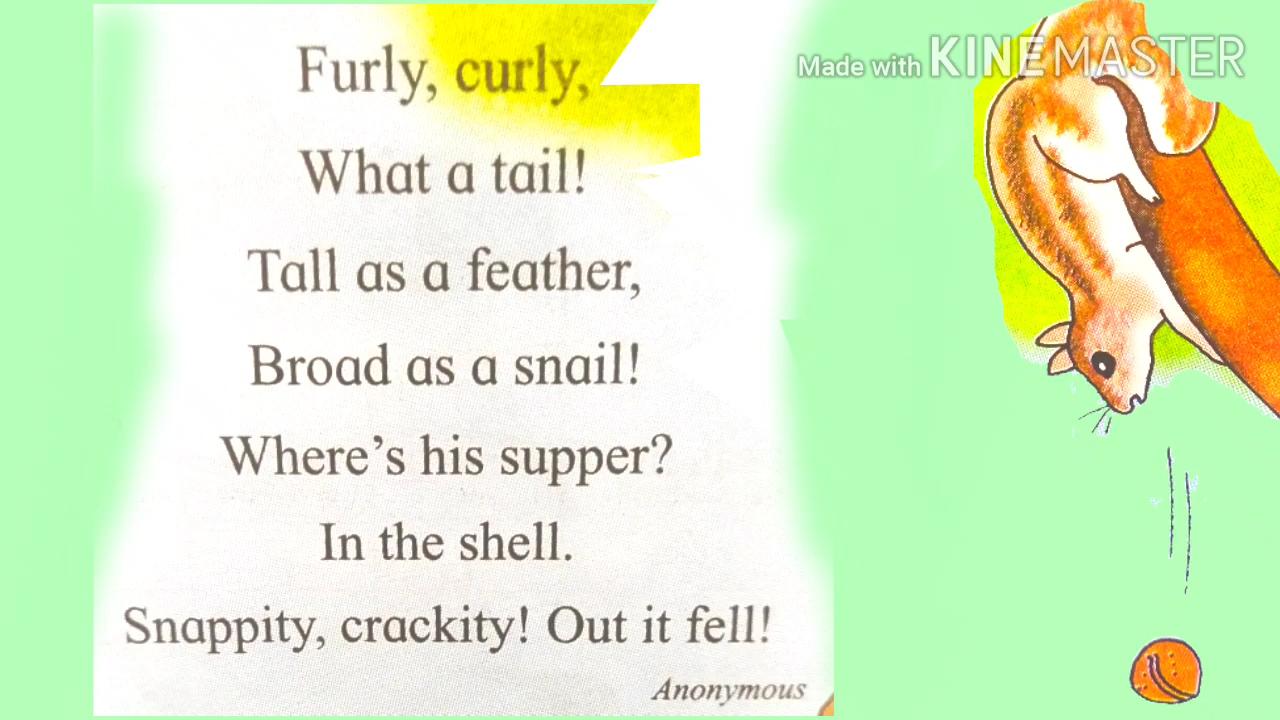 Made with KINEMASTER
Furly, curly,
What a tail!
Tall as a feather,
Broad as a snail!
Where's his supper?
In the shell.
Snappity, crackity! Out it fell!
Anonymous